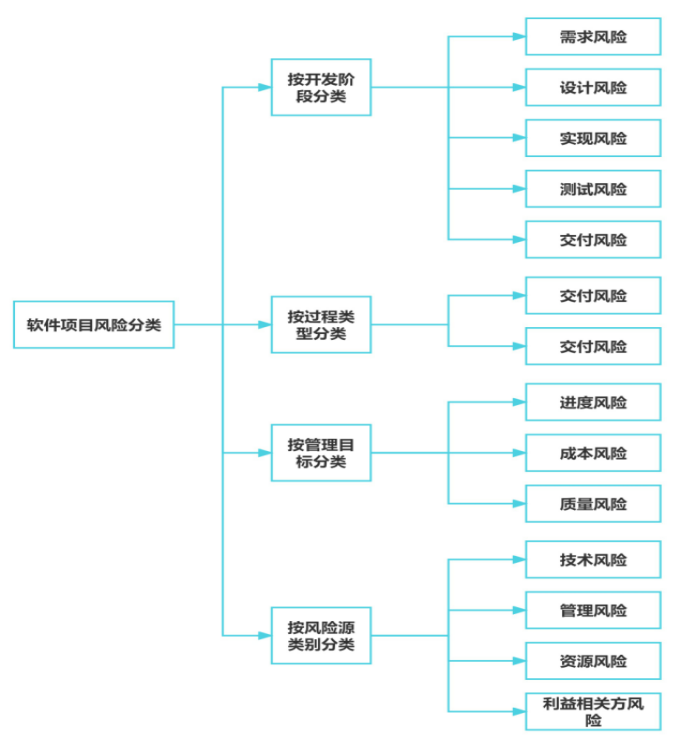 软件项目风险分类
按开发阶
段分类
需求风险
设计风险
实现风险
测试风险
交付风险
按过程类
型分类
交付风险
交付风险
按管理目
标分类
进度风险
成本风险
质量风险
按风险源
类别分类
技术风险
管理风险
资源风险
利益相关方风
险